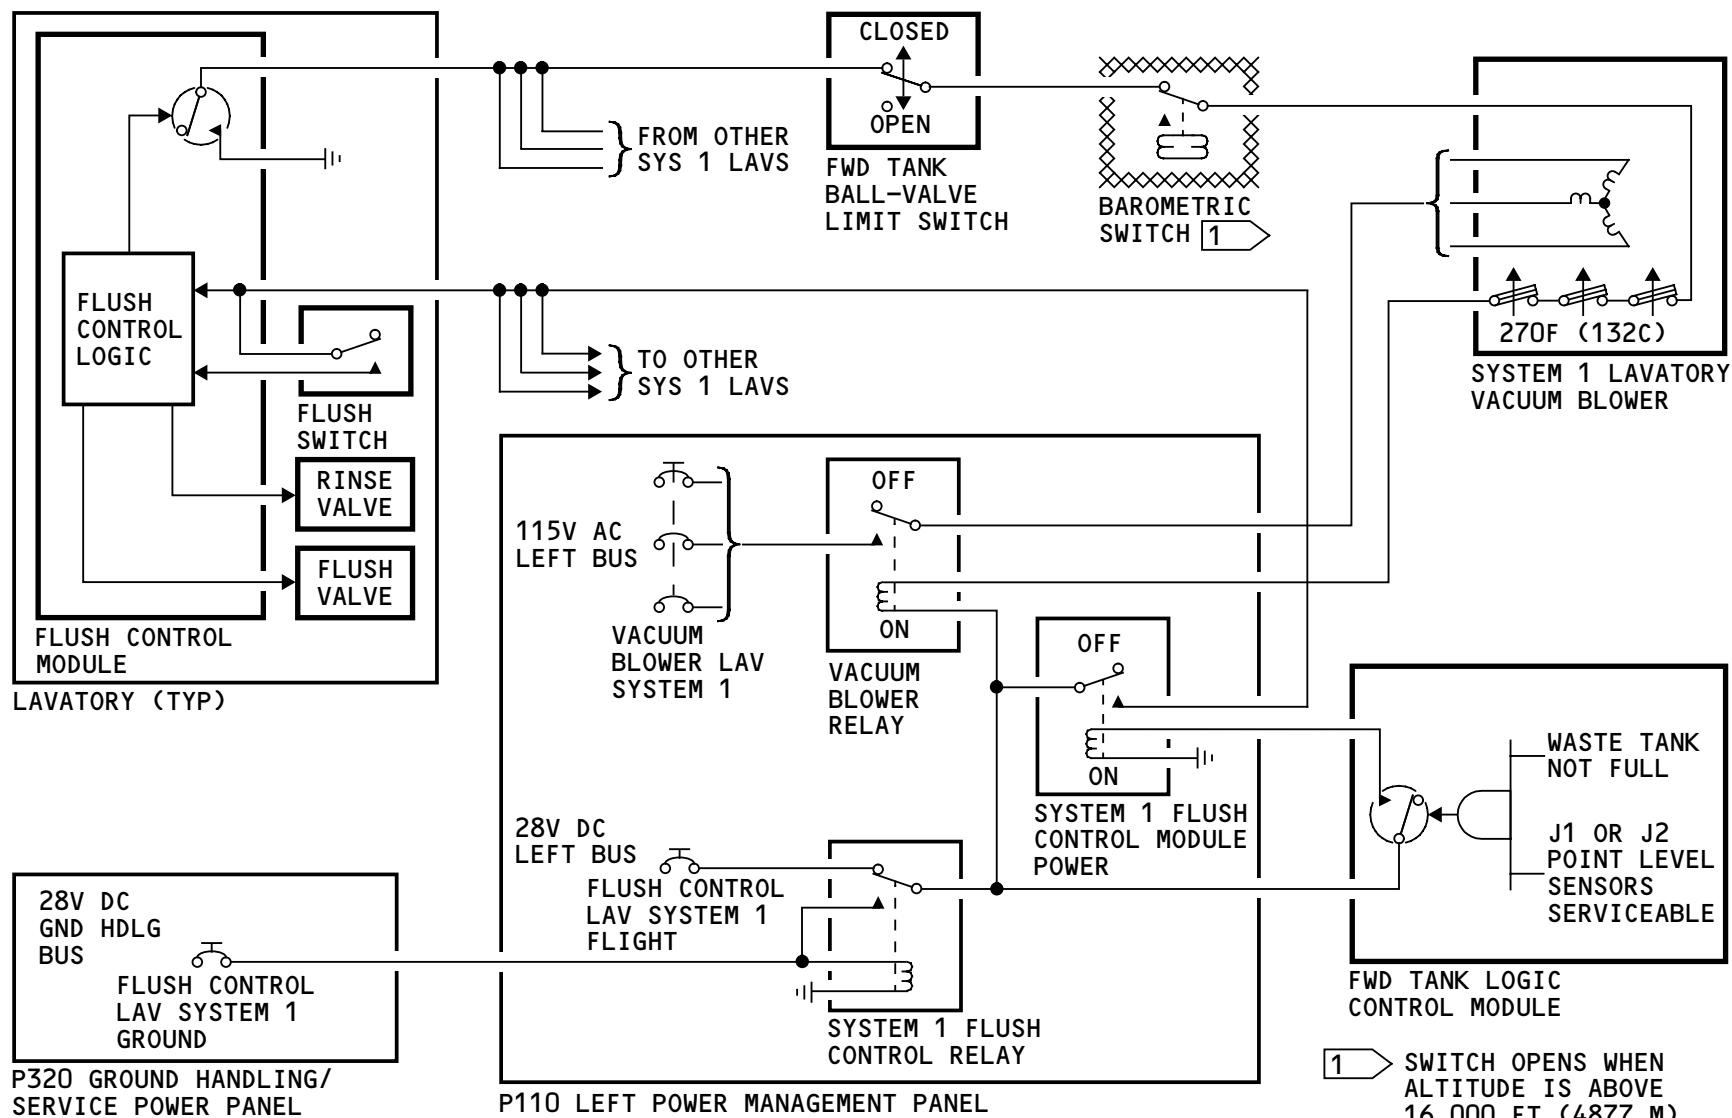 CLOSED
OPEN
FWD TANK
BALL-VALVE
LIMIT SWITCH
FROM OTHER
SYS 1 LAVS
BAROMETRIC
SWITCH 1
270F (132C)
SYSTEM 1 LAVATORY
VACUUM BLOWER
FLUSH
CONTROL
LOGIC
FLUSH
SWITCH
TO OTHER
SYS 1 LAVS
RINSE
VALVE
FLUSH
VALVE
FLUSH CONTROL
MODULE
LAVATORY (TYP)
115V AC
LEFT BUS
VACUUM
BLOWER LAV
SYSTEM 1
OFF
ON
VACUUM
BLOWER
RELAY
OFF
ON
SYSTEM 1 FLUSH
CONTROL MODULE
POWER
WASTE TANK
NOT FULL
J1 OR J2
POINT LEVEL
SENSORS
SERVICEABLE
FWD TANK LOGIC
CONTROL MODULE
28V DC
LEFT BUS
FLUSH CONTROL
LAV SYSTEM 1
FLIGHT
SYSTEM 1 FLUSH
CONTROL RELAY
28V DC
GND HDLG
BUS
FLUSH CONTROL
LAV SYSTEM 1
GROUND
P320 GROUND HANDLING/
SERVICE POWER PANEL
P110 LEFT POWER MANAGEMENT PANEL
1 SWITCH OPENS WHEN
ALTITUDE IS ABOVE
16,000 FT (4877 M)